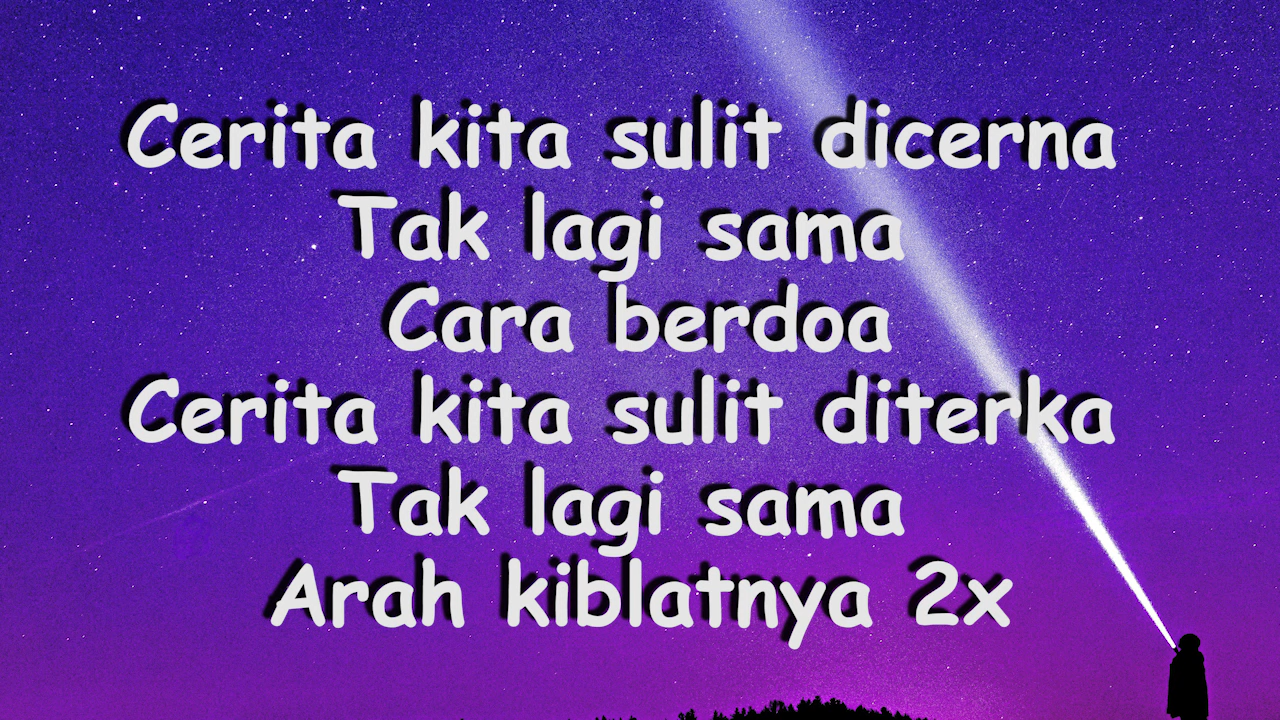 Cerita kita sulit dicerna
Tak lagi sama
Cara berdoa
Cerita kita sulit diterka
Tak lagi sama
Arah kiblatnya 2x